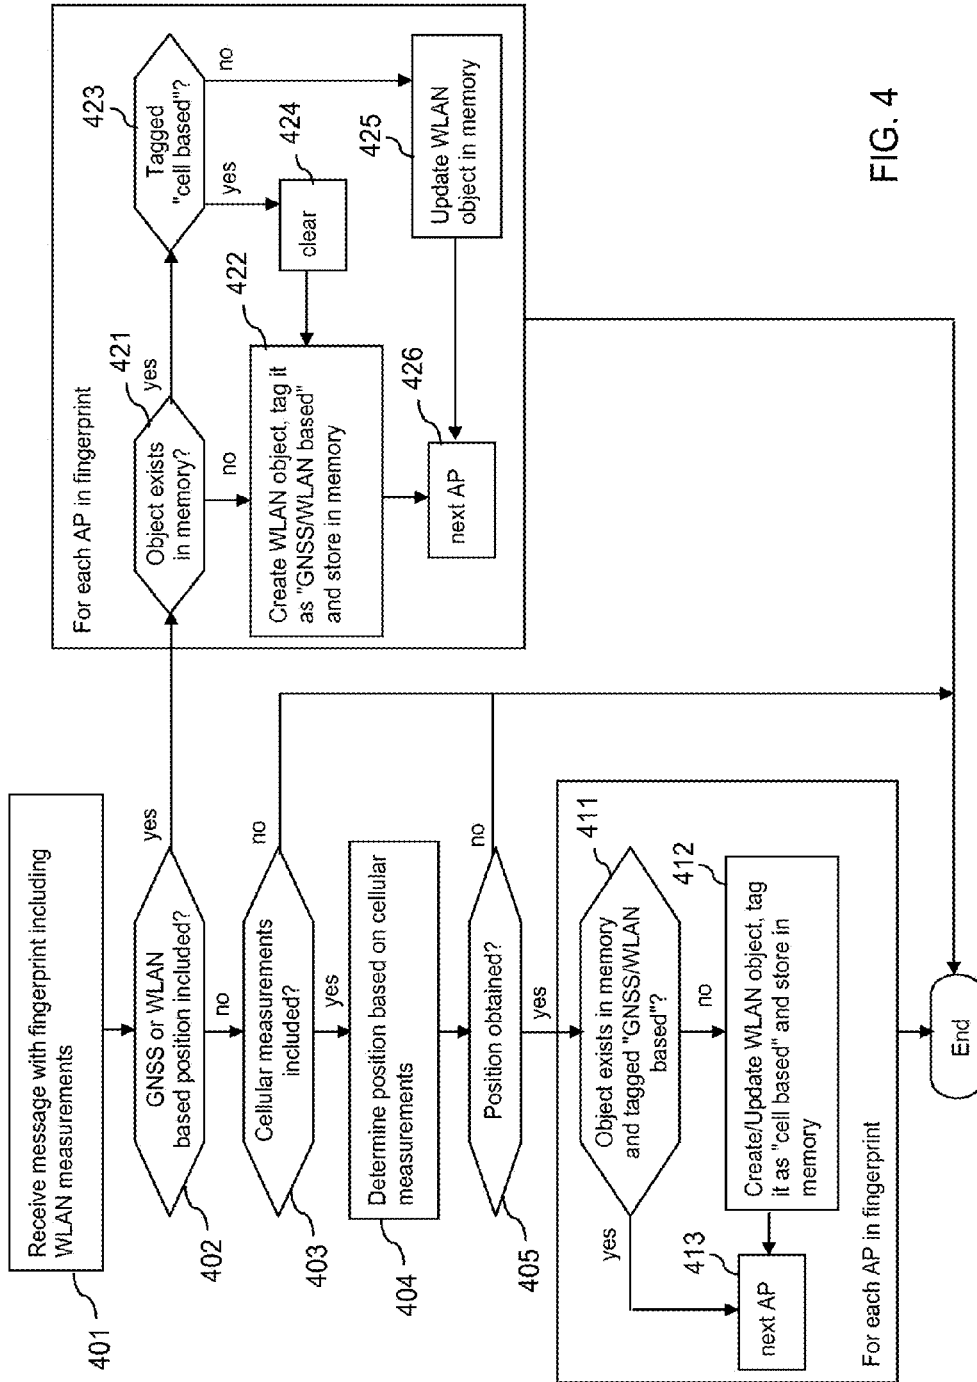 Receive message with fingerprint including
WLAN measurements
401
GNSS or WLAN
based position included?
402
yes
no
Cellular measurements
included?
403
no
yes
Determine position based on cellular
measurements
404
Position obtained?
405
no
yes
Object exists in memory
and tagged "GNSS/WLAN
based"?
411
yes
no
Create/Update WLAN object, tag
it as "cell based" and store in
memory
412
next AP
413
For each AP in fingerprint
End
For each AP in fingerprint
Object exists
in memory?
421
yes
no
Create WLAN object, tag it
as "GNSS/WLAN based"
and store in memory
422
Tagged
"cell based"?
423
no
yes
clear
424
Update WLAN
object in memory
425
next AP
426
FIG. 4